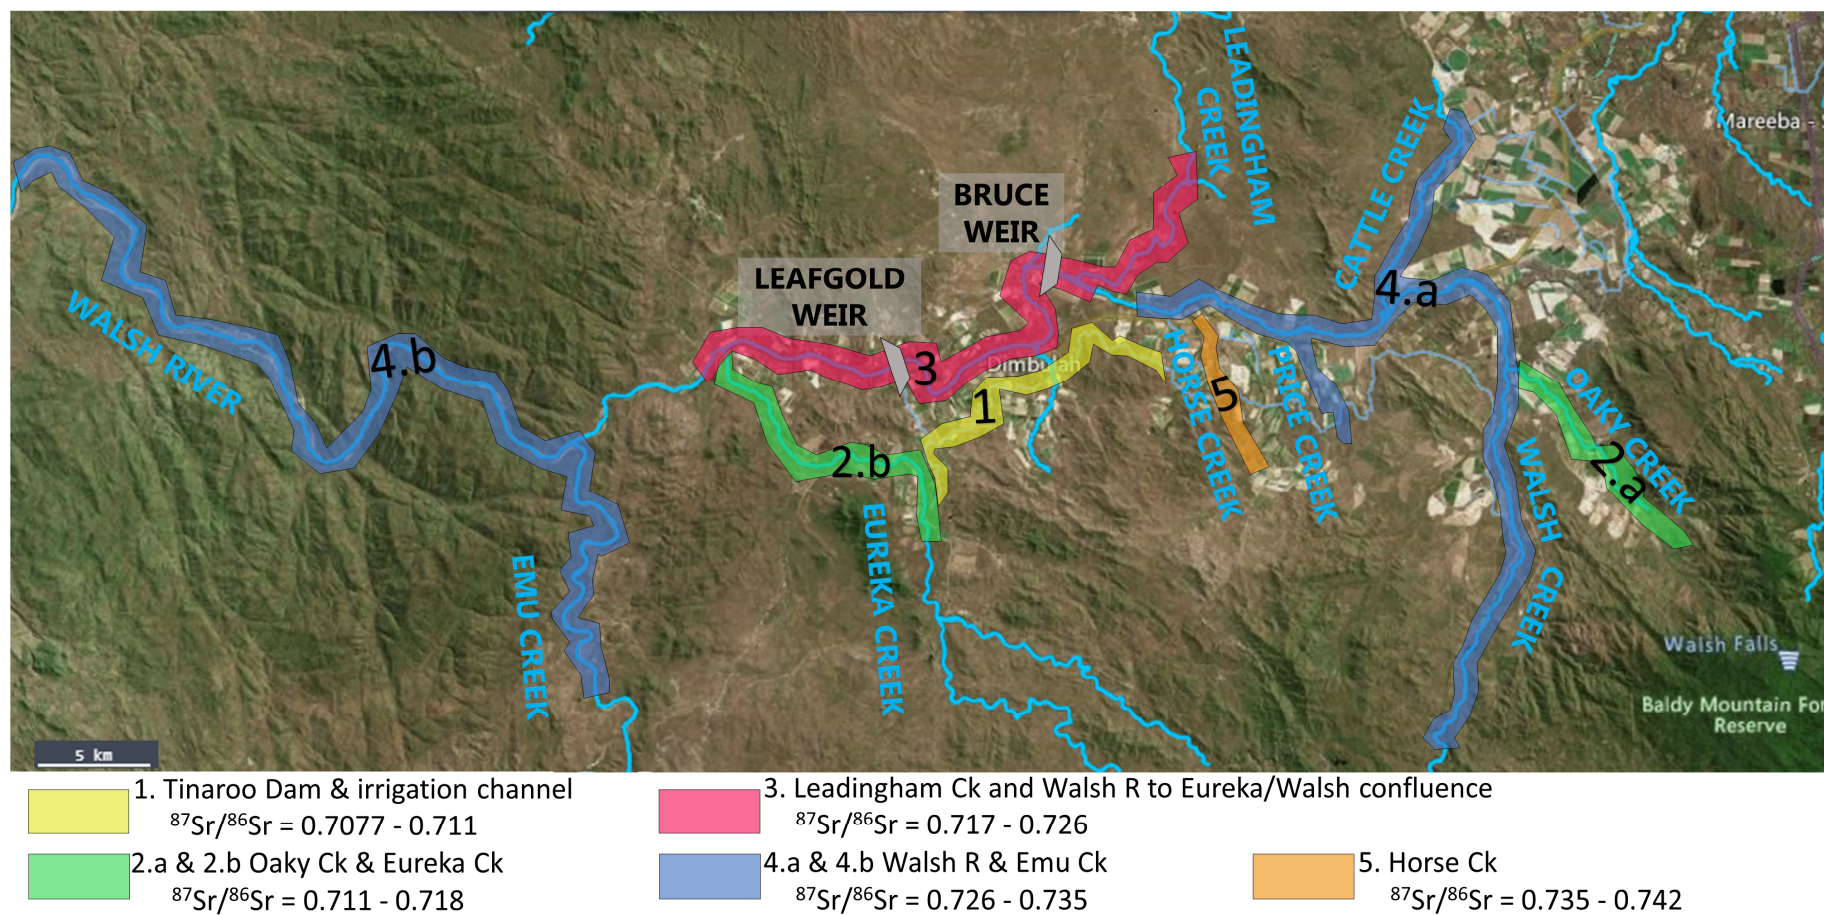 LEADINGHAM
CREEK
CATTLE CREEK
BRUCE
WEIR
LEAFGOLD
WEIR
WALSH RIVER
4.b
3
1
2.b
4.a
5
2.a
HORSE CREEK
PRICE CREEK
OAKY CREEK
WALSH CREEK
EUREKA CREEK
EMU CREEK
Walsh Falls
Baldy Mountain For
Reserve
5 km
1. Tinaroo Dam & irrigation channel
⁸⁷Sr/⁸⁶Sr = 0.7077 - 0.711
2.a & 2.b Oaky Ck & Eureka Ck
⁸⁷Sr/⁸⁶Sr = 0.711 - 0.718
3. Leadingham Ck and Walsh R to Eureka/Walsh confluence
⁸⁷Sr/⁸⁶Sr = 0.717 - 0.726
4.a & 4.b Walsh R & Emu Ck
⁸⁷Sr/⁸⁶Sr = 0.726 - 0.735
5. Horse Ck
⁸⁷Sr/⁸⁶Sr = 0.735 - 0.742
Mareeba - S